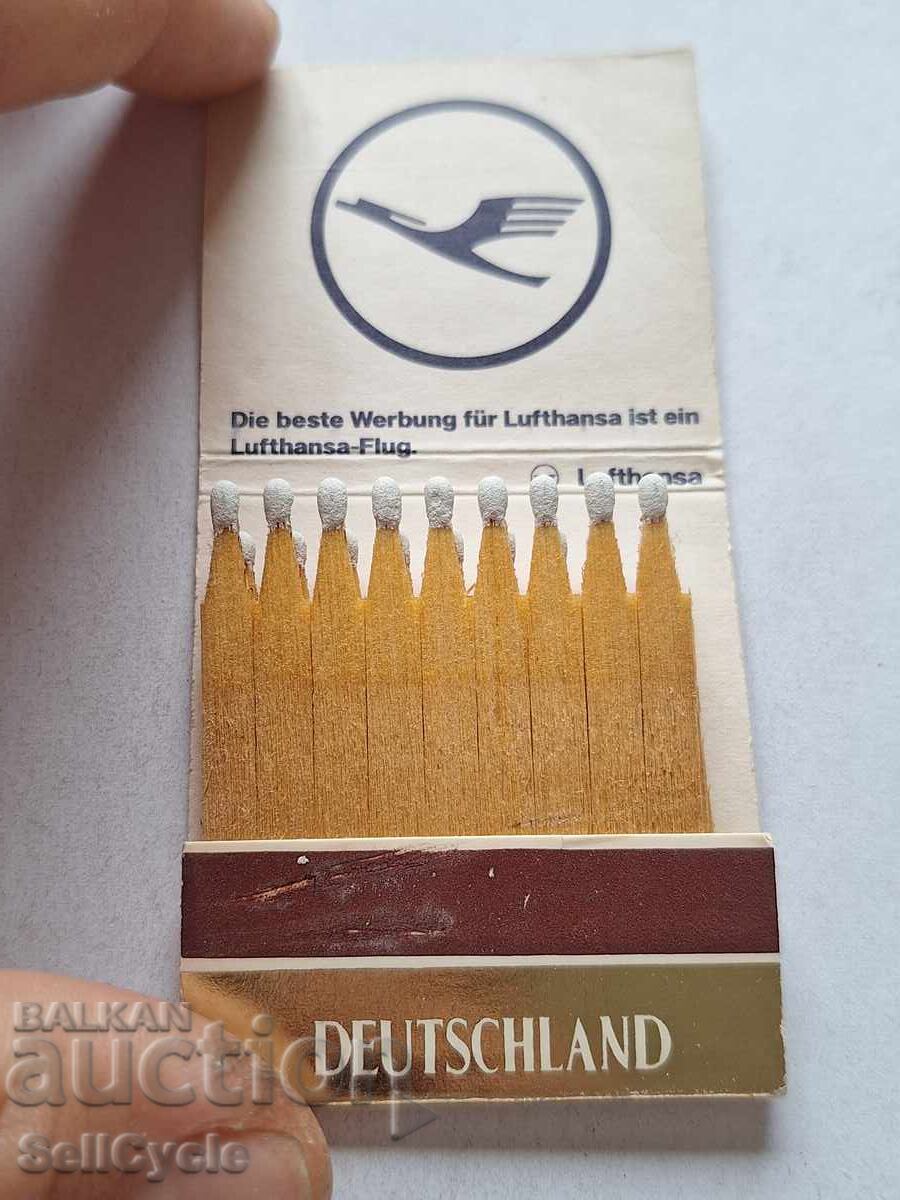 Die beste Werbung für Lufthansa ist ein
Lufthansa-Flug.
Lufthansa
DEUTSCHLAND
BALKAN
auction
SellCycle